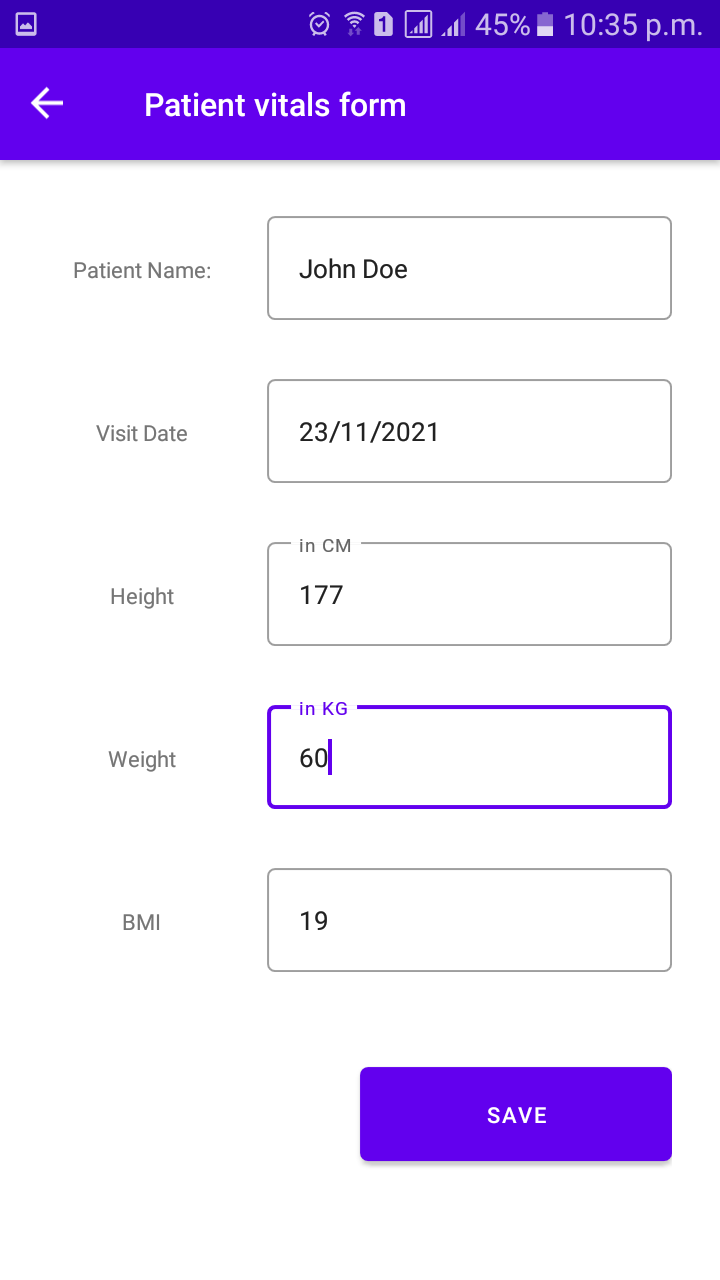 1 45% 10:35 p.m.
Patient vitals form
Patient Name: John Doe
Visit Date 23/11/2021
in CM
Height 177
in KG
Weight 60
BMI 19
SAVE